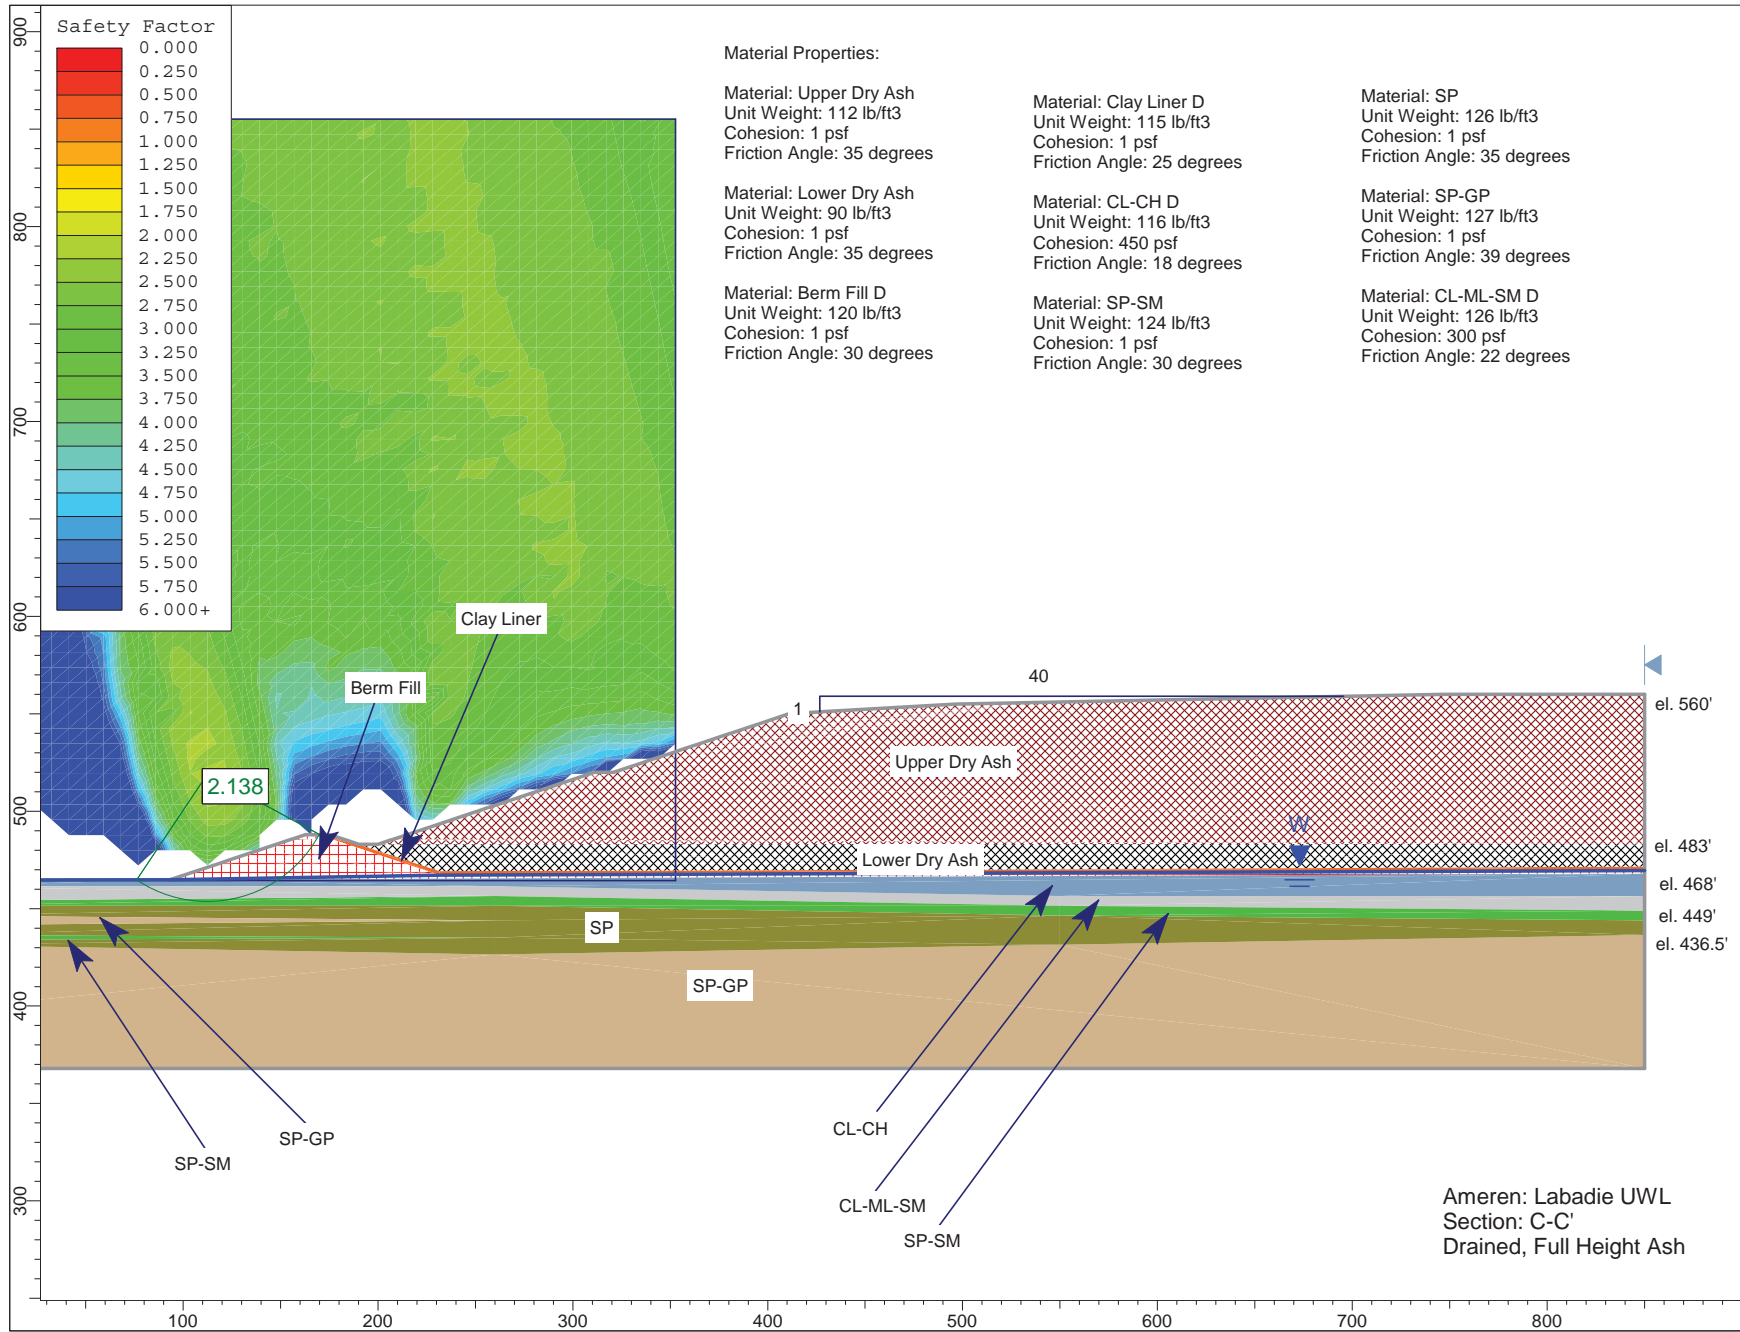 Safety Factor
0.000
0.250
0.500
0.750
1.000
1.250
1.500
1.750
2.000
2.250
2.500
2.750
3.000
3.250
3.500
3.750
4.000
4.250
4.500
4.750
5.000
5.250
5.500
5.750
6.000+
Material Properties:
Material: Upper Dry Ash
Unit Weight: 112 lb/ft3
Cohesion: 1 psf
Friction Angle: 35 degrees
Material: Lower Dry Ash
Unit Weight: 90 lb/ft3
Cohesion: 1 psf
Friction Angle: 35 degrees
Material: Berm Fill D
Unit Weight: 120 lb/ft3
Cohesion: 1 psf
Friction Angle: 30 degrees
Material: Clay Liner D
Unit Weight: 115 lb/ft3
Cohesion: 1 psf
Friction Angle: 25 degrees
Material: CL-CH D
Unit Weight: 116 lb/ft3
Cohesion: 450 psf
Friction Angle: 18 degrees
Material: SP-SM
Unit Weight: 124 lb/ft3
Cohesion: 1 psf
Friction Angle: 30 degrees
Material: SP
Unit Weight: 126 lb/ft3
Cohesion: 1 psf
Friction Angle: 35 degrees
Material: SP-GP
Unit Weight: 127 lb/ft3
Cohesion: 1 psf
Friction Angle: 39 degrees
Material: CL-ML-SM D
Unit Weight: 126 lb/ft3
Cohesion: 300 psf
Friction Angle: 22 degrees
900
800
700
600
500
400
300
Clay Liner
Berm Fill
2.138
40
1
Upper Dry Ash
Lower Dry Ash
W
el. 560'
el. 483'
el. 468'
el. 449'
el. 436.5'
SP
SP-GP
SP-GP
SP-SM
CL-CH
CL-ML-SM
SP-SM
Ameren: Labadie UWL
Section: C-C'
Drained, Full Height Ash
100
200
300
400
500
600
700
800